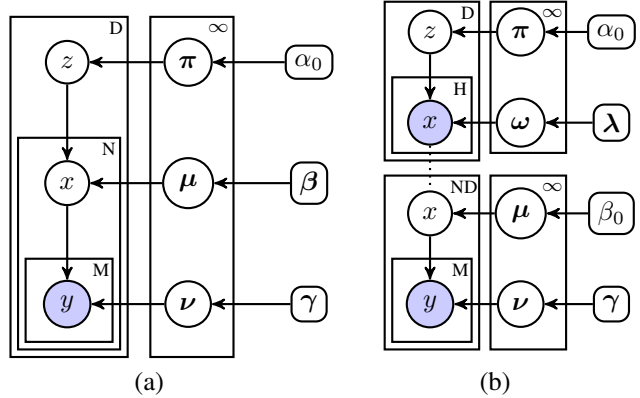 D ∞
z π α₀
N
x μ β
M
y ν γ
(a)
D ∞
z π α₀
H
x ω λ
ND ∞
x μ β₀
M
y ν γ
(b)